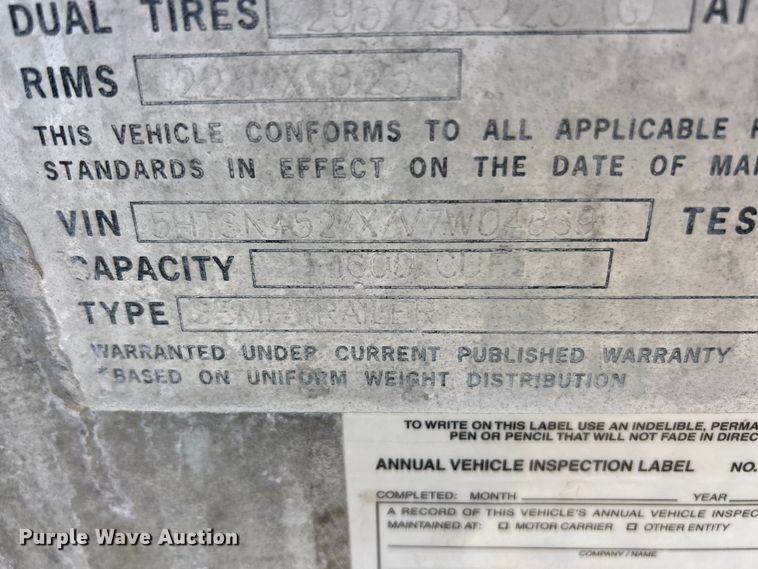 DUAL TIRES 295/75R22.5 (G) AT
RIMS 22.5 X 8.25
THIS VEHICLE CONFORMS TO ALL APPLICABLE
STANDARDS IN EFFECT ON THE DATE OF MA
VIN TES
CAPACITY
TYPE SEMI-TRAILER
WARRANTED UNDER CURRENT PUBLISHED WARRANTY
*BASED ON UNIFORM WEIGHT DISTRIBUTION
TO WRITE ON THIS LABEL USE AN INDELIBLE, PERMA
PEN OR PENCIL THAT WILL NOT FADE IN DIREC
ANNUAL VEHICLE INSPECTION LABEL NO.
COMPLETED: MONTH YEAR
A RECORD OF THIS VEHICLE'S ANNUAL VEHICLE INSPEC
MAINTAINED AT: MOTOR CARRIER OTHER ENTITY
COMPANY / NAME
Purple Wave Auction